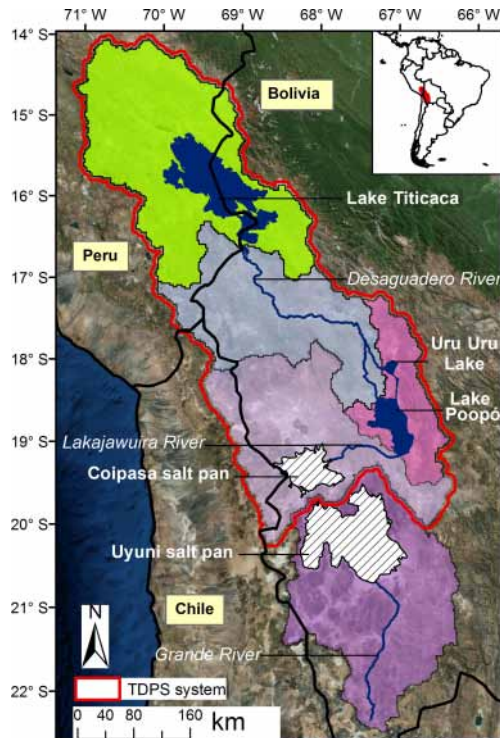 71° W 70° W 69° W 68° W 67° W 66° W
14° S
Bolivia
15° S
16° S
Lake Titicaca
Peru
17° S
Desaguadero River
Uru Uru
Lake
18° S
Lake
Poopó
19° S
Lakajawuira River
Coipasa salt pan
20° S
Uyuni salt pan
21° S
N
Chile
Grande River
22° S
TDPS system
0 40 80 160
km